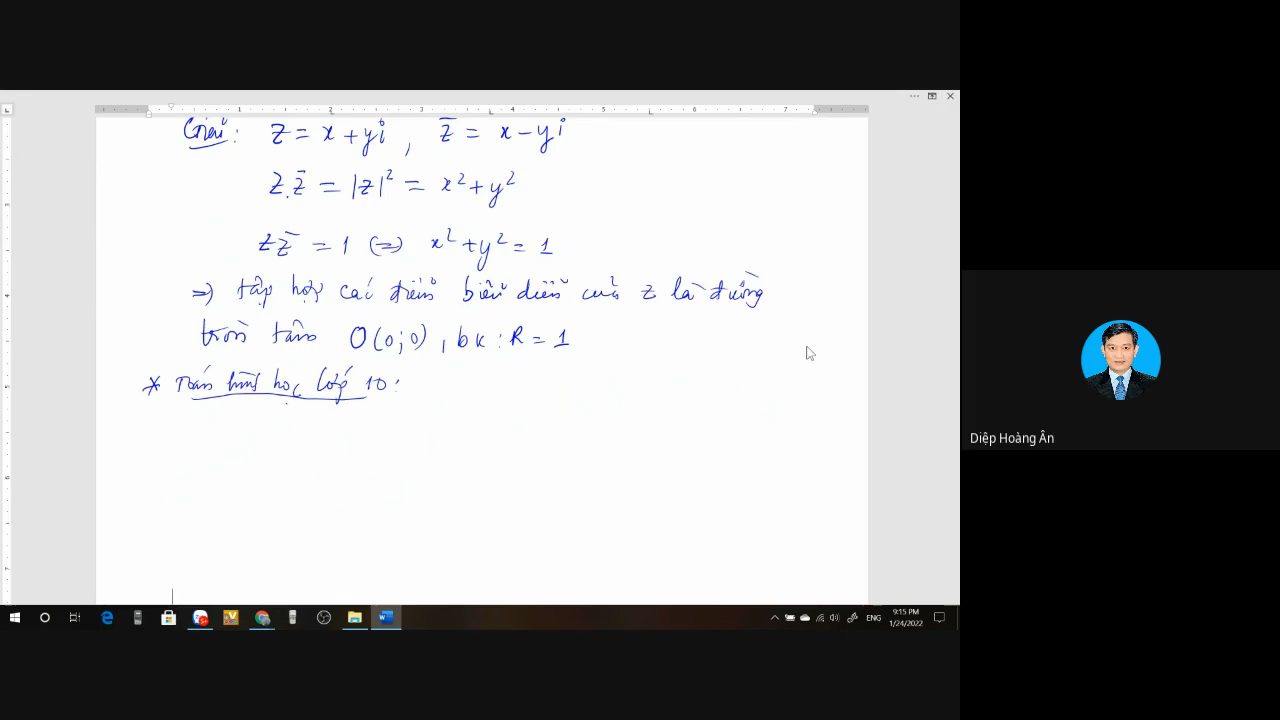 Giải: z = x + yi, z̄ = x − yi
z.z̄ = |z|² = x² + y²
z z̄ = 1 (=) x² + y² = 1
=) tập hợp các điểm biểu diễn của z là đường
tròn tâm O(0;0), bk: R = 1
* Toán hình học lớp 10:
Diệp Hoàng Ân
ENG
9:15 PM
1/24/2022